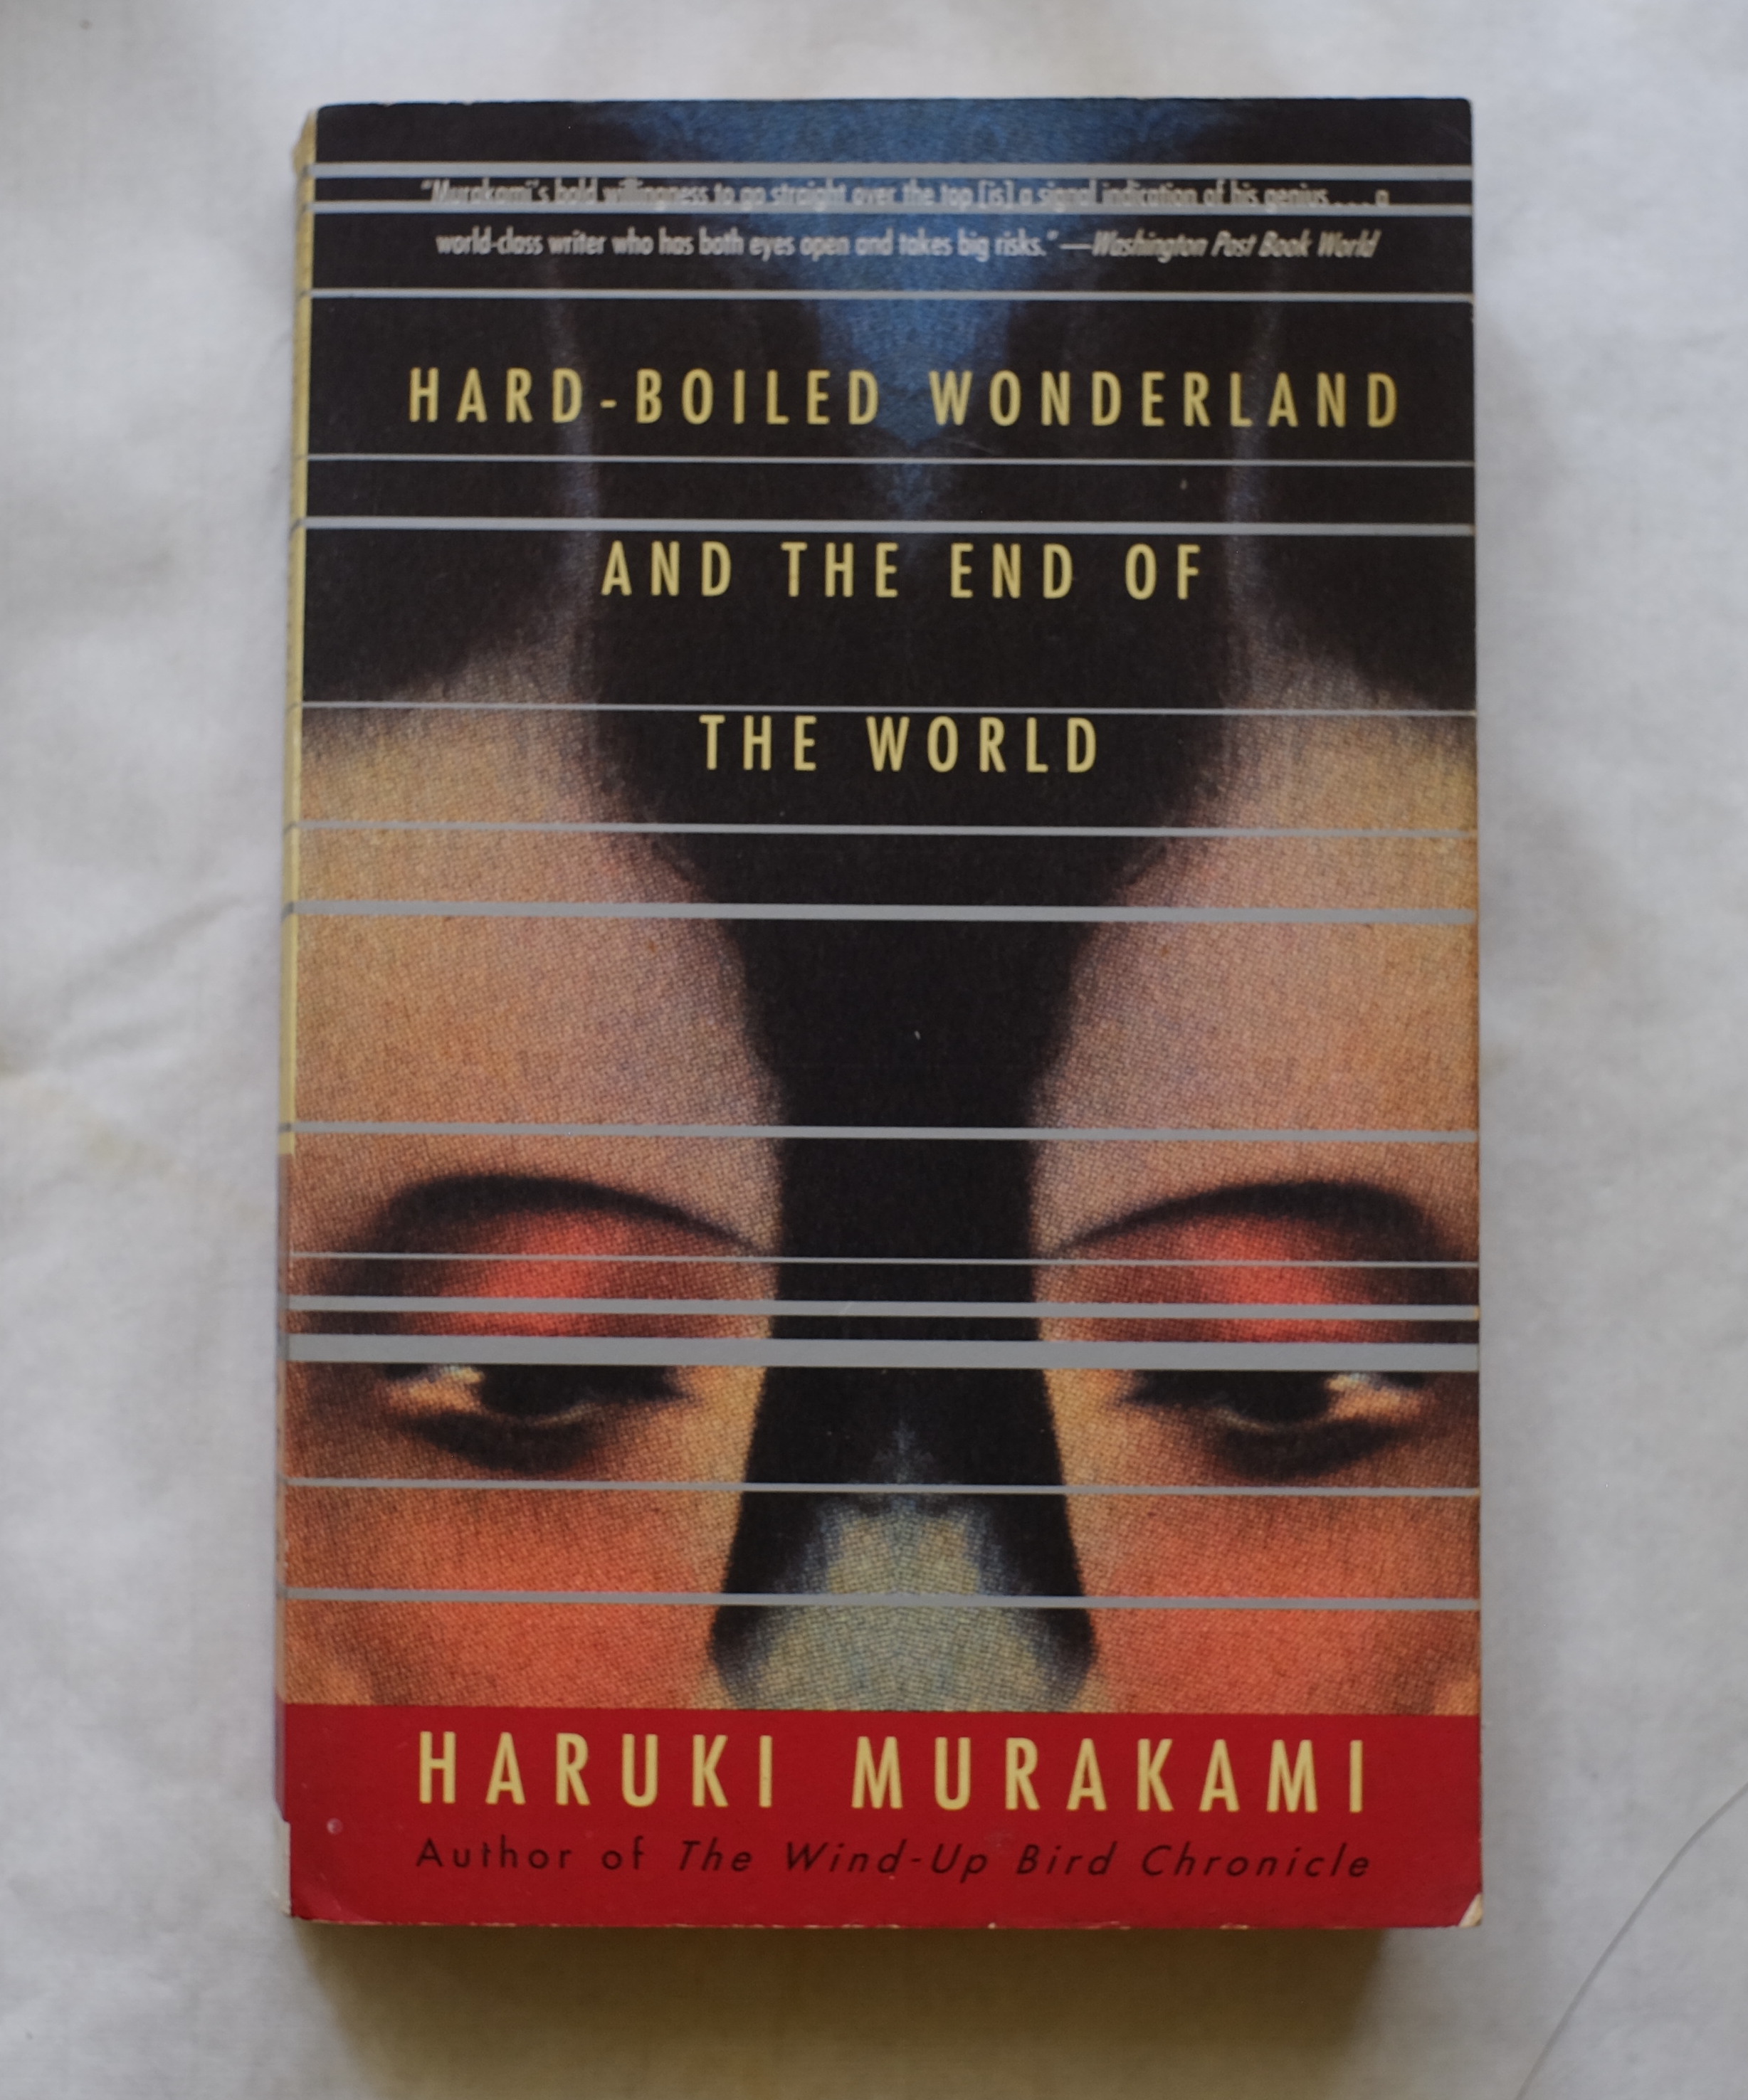 "Murakami's bold willingness to go straight over the top [is] a signal indication of his genius. . . . a
world-class writer who has both eyes open and takes big risks." —Washington Post Book World
HARD-BOILED WONDERLAND
AND THE END OF
THE WORLD
HARUKI MURAKAMI
Author of The Wind-Up Bird Chronicle